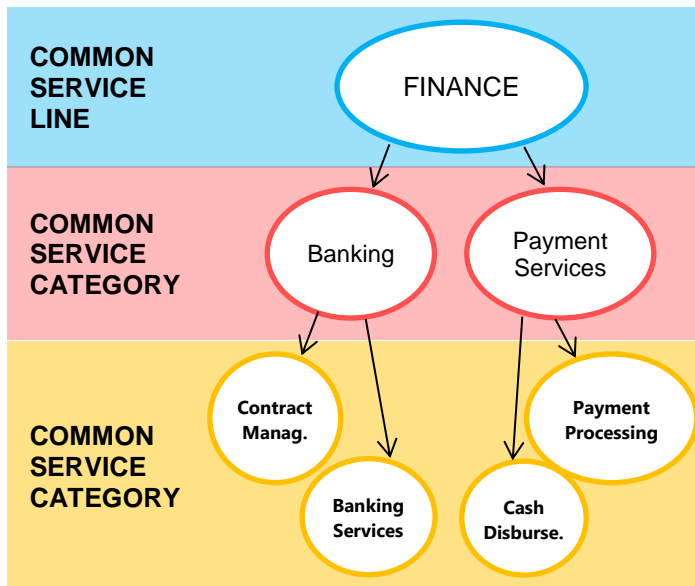 COMMON
SERVICE
LINE
FINANCE
COMMON
SERVICE
CATEGORY
Banking
Payment
Services
COMMON
SERVICE
CATEGORY
Contract
Manag.
Banking
Services
Cash
Disburse.
Payment
Processing